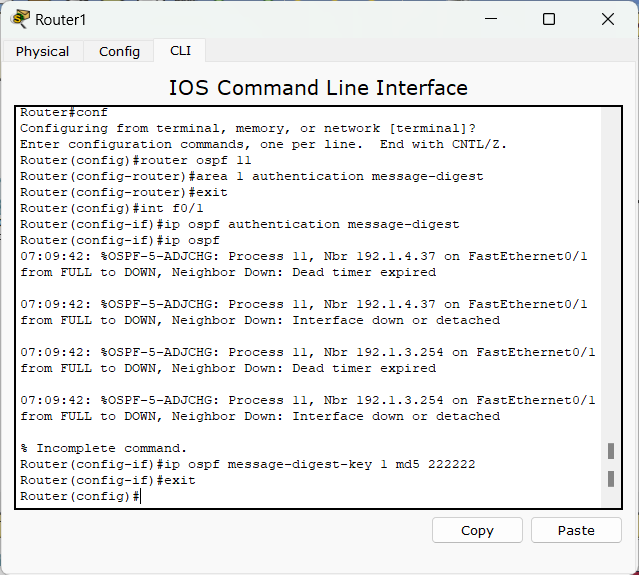 Router1
Physical Config CLI
IOS Command Line Interface
Router#conf
Configuring from terminal, memory, or network [terminal]?
Enter configuration commands, one per line.  End with CNTL/Z.
Router(config)#router ospf 11
Router(config-router)#area 1 authentication message-digest
Router(config-router)#exit
Router(config)#int f0/1
Router(config-if)#ip ospf authentication message-digest
Router(config-if)#ip ospf
07:09:42: %OSPF-5-ADJCHG: Process 11, Nbr 192.1.4.37 on FastEthernet0/1
from FULL to DOWN, Neighbor Down: Dead timer expired
07:09:42: %OSPF-5-ADJCHG: Process 11, Nbr 192.1.4.37 on FastEthernet0/1
from FULL to DOWN, Neighbor Down: Interface down or detached
07:09:42: %OSPF-5-ADJCHG: Process 11, Nbr 192.1.3.254 on FastEthernet0/1
from FULL to DOWN, Neighbor Down: Dead timer expired
07:09:42: %OSPF-5-ADJCHG: Process 11, Nbr 192.1.3.254 on FastEthernet0/1
from FULL to DOWN, Neighbor Down: Interface down or detached
% Incomplete command.
Router(config-if)#ip ospf message-digest-key 1 md5 222222
Router(config-if)#exit
Router(config)#
Copy Paste